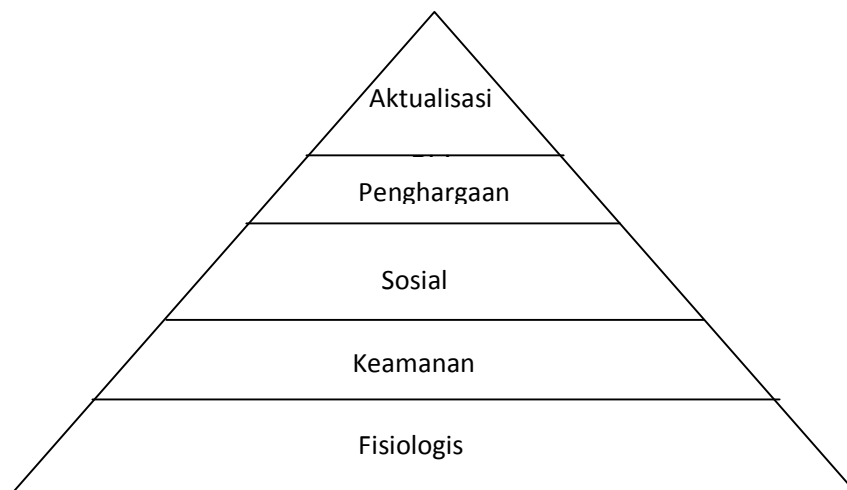 Aktualisasi
Penghargaan
Sosial
Keamanan
Fisiologis